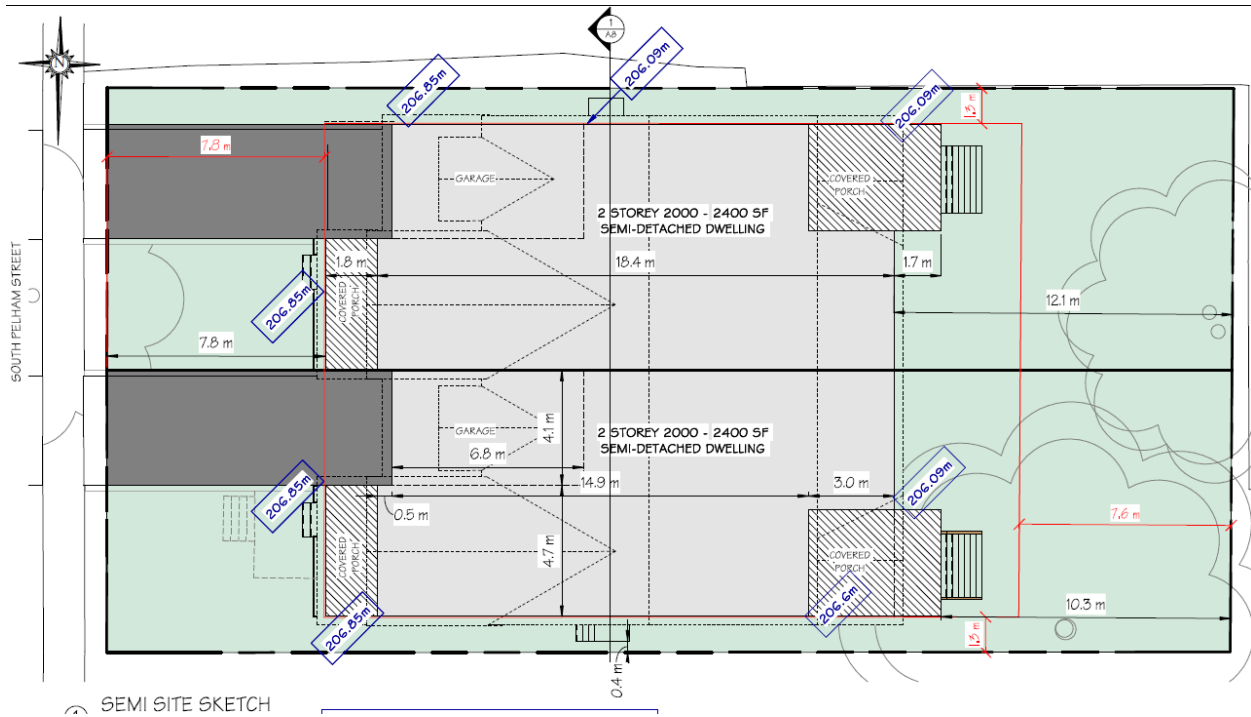 1
A8
N
206.85m
206.09m
206.09m
1.3 m
7.8 m
GARAGE
COVERED
PORCH
2 STOREY 2000 - 2400 SF
SEMI-DETACHED DWELLING
1.8 m
18.4 m
1.7 m
206.85m
COVERED
PORCH
12.1 m
SOUTH PELHAM STREET
7.8 m
GARAGE
4.1 m
2 STOREY 2000 - 2400 SF
SEMI-DETACHED DWELLING
6.8 m
14.9 m
3.0 m
206.09m
206.85m
0.5 m
7.6 m
COVERED
PORCH
4.7 m
COVERED
PORCH
206.85m
206.6m
10.3 m
1.3 m
0.4 m
SEMI SITE SKETCH